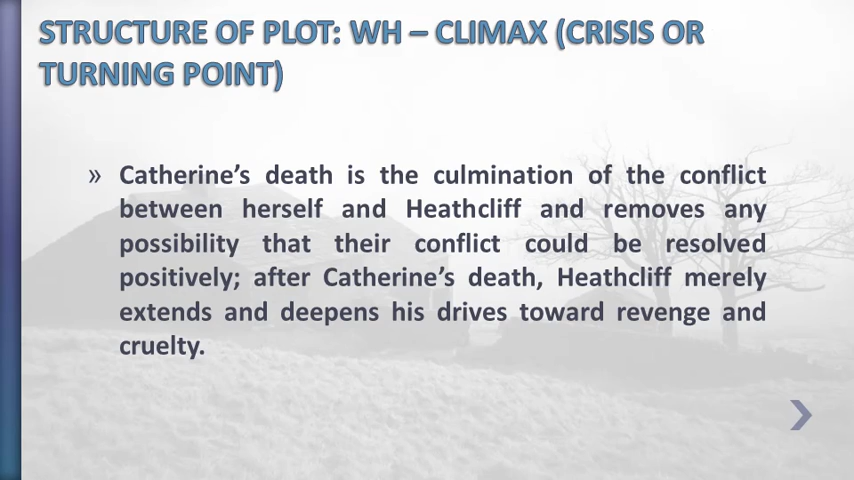 STRUCTURE OF PLOT: WH – CLIMAX (CRISIS OR
TURNING POINT)
» Catherine’s death is the culmination of the conflict
between herself and Heathcliff and removes any
possibility that their conflict could be resolved
positively; after Catherine’s death, Heathcliff merely
extends and deepens his drives toward revenge and
cruelty.